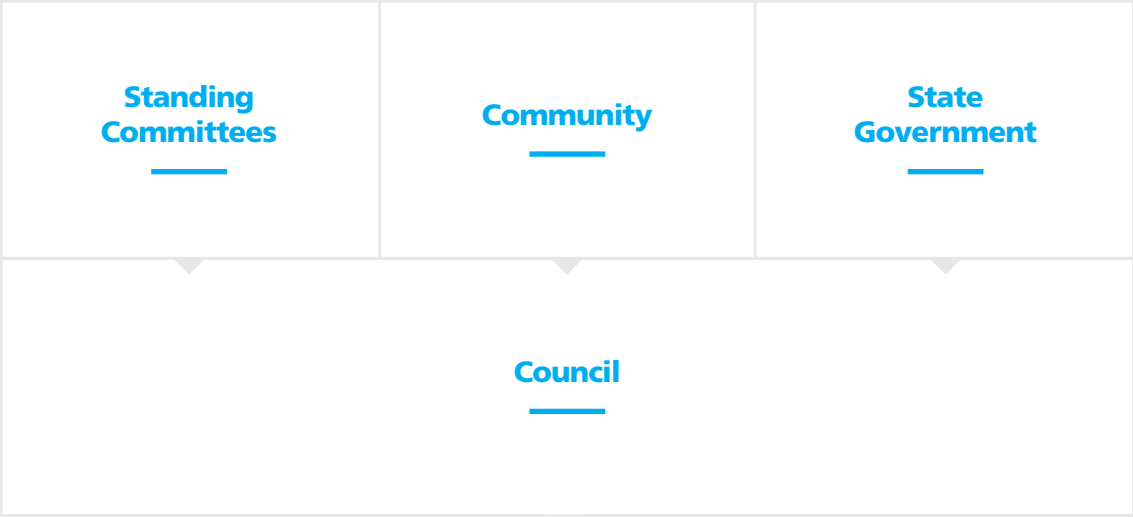 Standing
Committees
Community
State
Government
Council